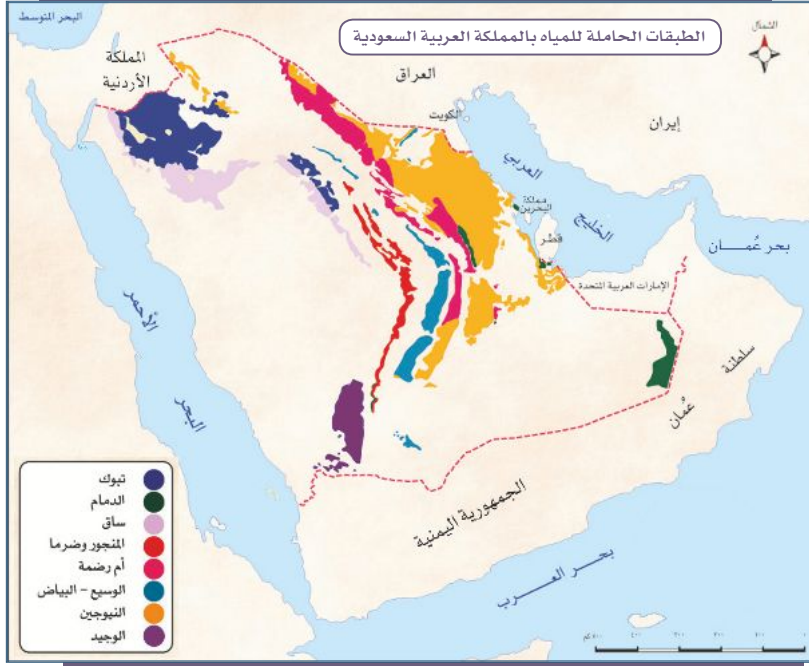 الطبقات الحاملة للمياه بالمملكة العربية السعودية
الشمال
البحر المتوسط
المملكة
الأردنية
العراق
الكويت
إيران
الخليج
العربي
مملكة
البحرين
قطر
بحر عُمـــان
الإمارات العربية المتحدة
سلطنة
عُمان
البحر
الأحمر
الجمهورية اليمنية
بحر العرب
تبوك
الدمام
ساق
المنجور وضرما
أم رضمة
الوسيع - البياض
النيوجين
الوجيد
كم